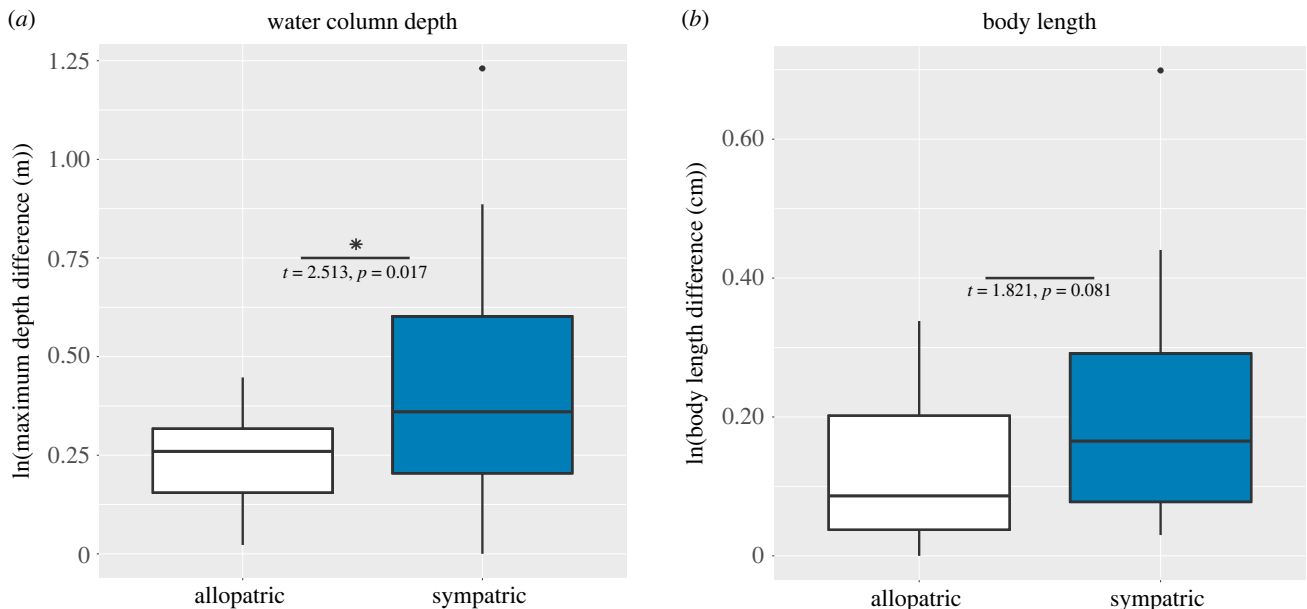 (a)
water column depth
ln(maximum depth difference (m))
1.25
1.00
0.75
0.50
0.25
0
*
t = 2.513, p = 0.017
allopatric
sympatric
(b)
body length
ln(body length difference (cm))
0.60
0.40
0.20
0
t = 1.821, p = 0.081
allopatric
sympatric